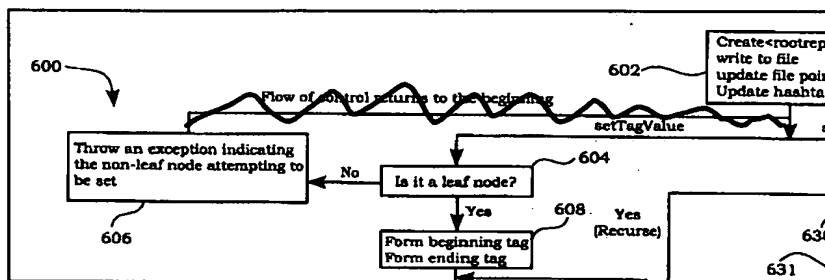 600
602
Create<rootrep
write to file
update file poin
Update hashta
Flow of control returns to the beginning
setTagValue
s
Throw an exception indicating
the non-leaf node attempting to
be set
606
No
Is it a leaf node?
604
Yes
608
Form beginning tag
Form ending tag
Yes
(Recurse)
630
631